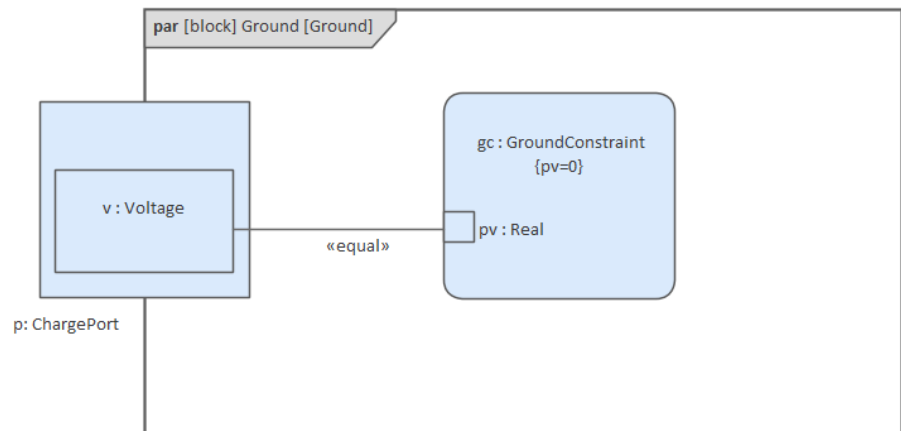 par [block] Ground [Ground]
gc : GroundConstraint
{pv=0}
v : Voltage
pv : Real
«equal»
p: ChargePort